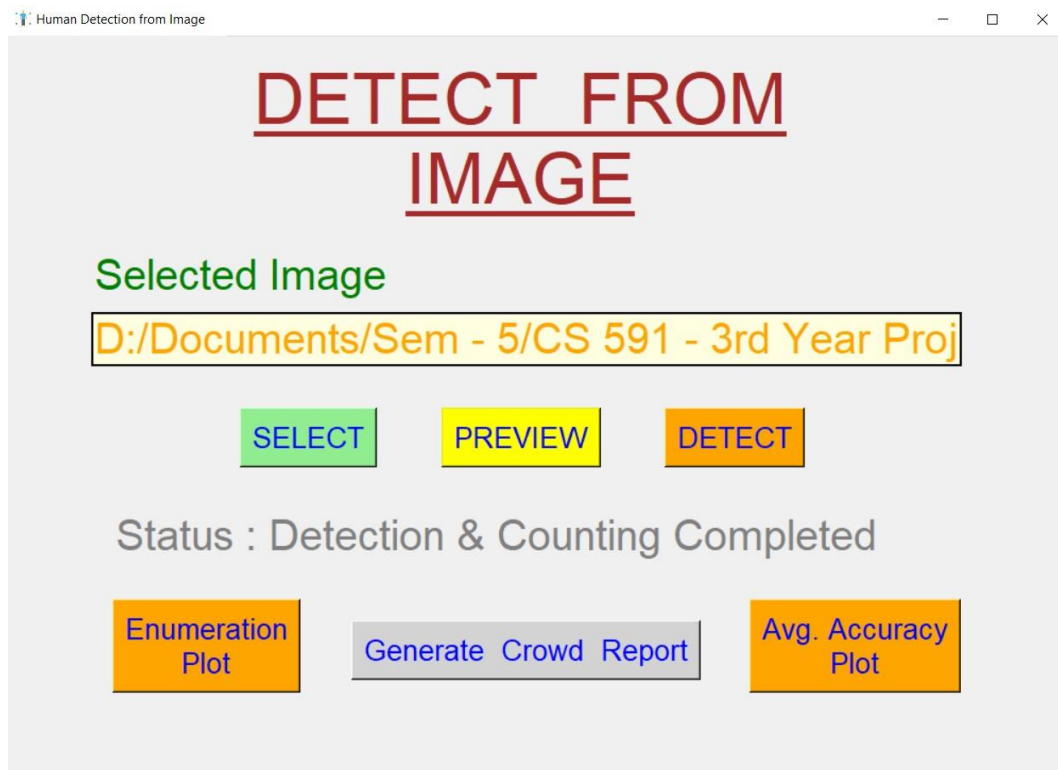 Human Detection from Image
DETECT FROM
IMAGE
Selected Image
D:/Documents/Sem - 5/CS 591 - 3rd Year Proj
SELECT PREVIEW DETECT
Status : Detection & Counting Completed
Enumeration
Plot
Generate Crowd Report
Avg. Accuracy
Plot